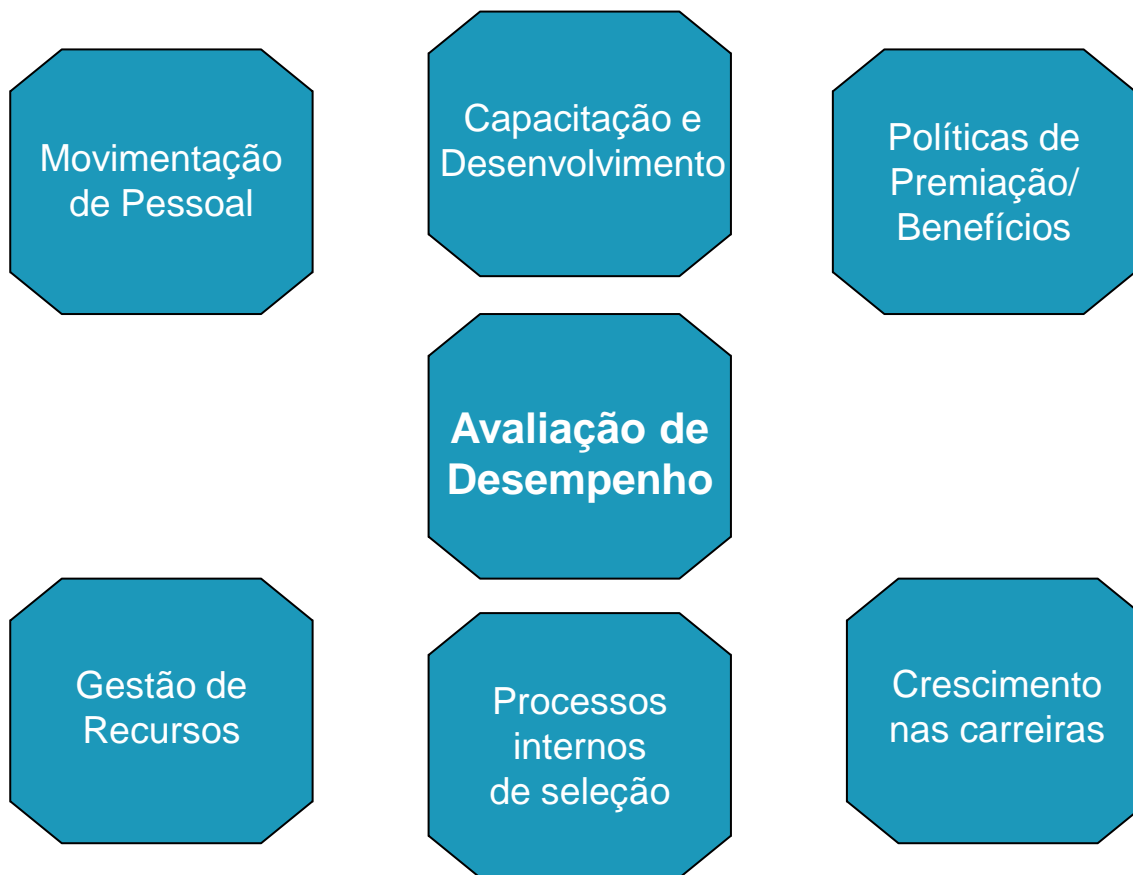 Movimentação
de Pessoal
Capacitação e
Desenvolvimento
Políticas de
Premiação/
Benefícios
Avaliação de
Desempenho
Gestão de
Recursos
Processos
internos
de seleção
Crescimento
nas carreiras